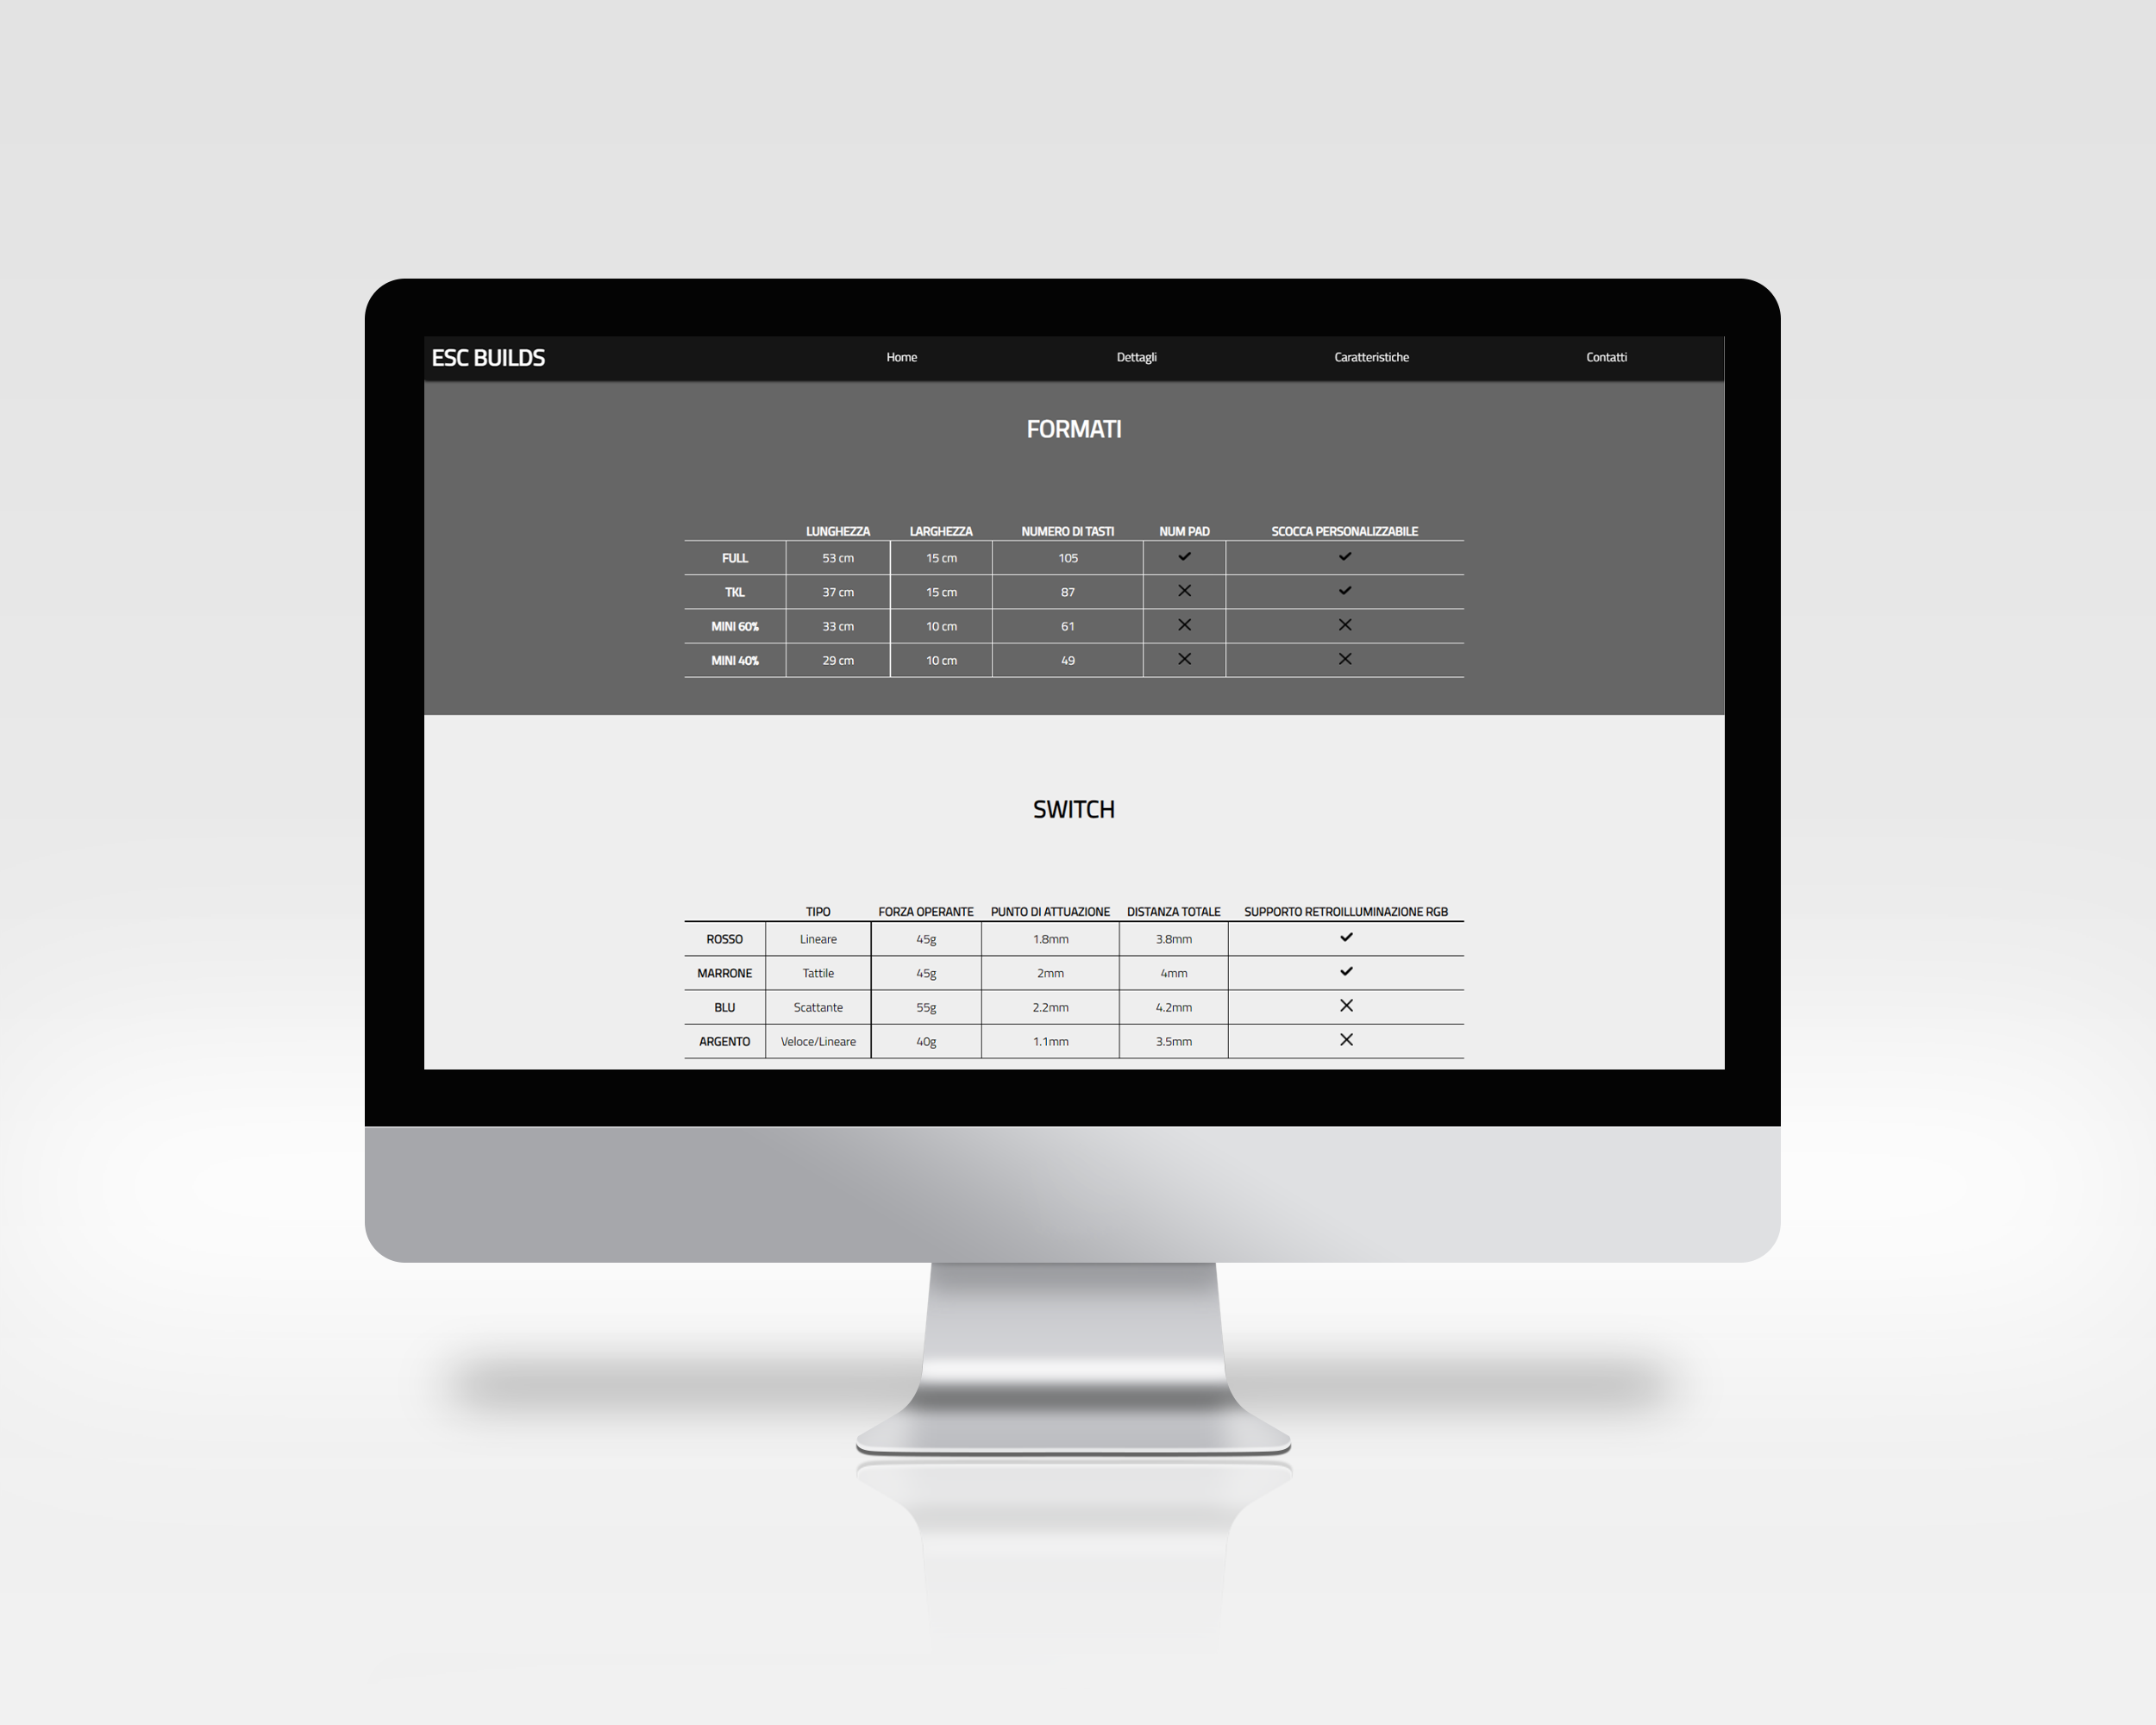 ESC BUILDS Home Dettagli Caratteristiche Contatti
FORMATI
LUNGHEZZA LARGHEZZA NUMERO DI TASTI NUM PAD SCOCCA PERSONALIZZABILE
FULL 53 cm 15 cm 105 ✔ ✔
TKL 37 cm 15 cm 87 ✕ ✔
MINI 60% 33 cm 10 cm 61 ✕ ✕
MINI 40% 29 cm 10 cm 49 ✕ ✕
SWITCH
TIPO FORZA OPERANTE PUNTO DI ATTUAZIONE DISTANZA TOTALE SUPPORTO RETROILLUMINAZIONE RGB
ROSSO Lineare 45g 1.8mm 3.8mm ✔
MARRONE Tattile 45g 2mm 4mm ✔
BLU Scattante 55g 2.2mm 4.2mm ✕
ARGENTO Veloce/Lineare 40g 1.1mm 3.5mm ✕